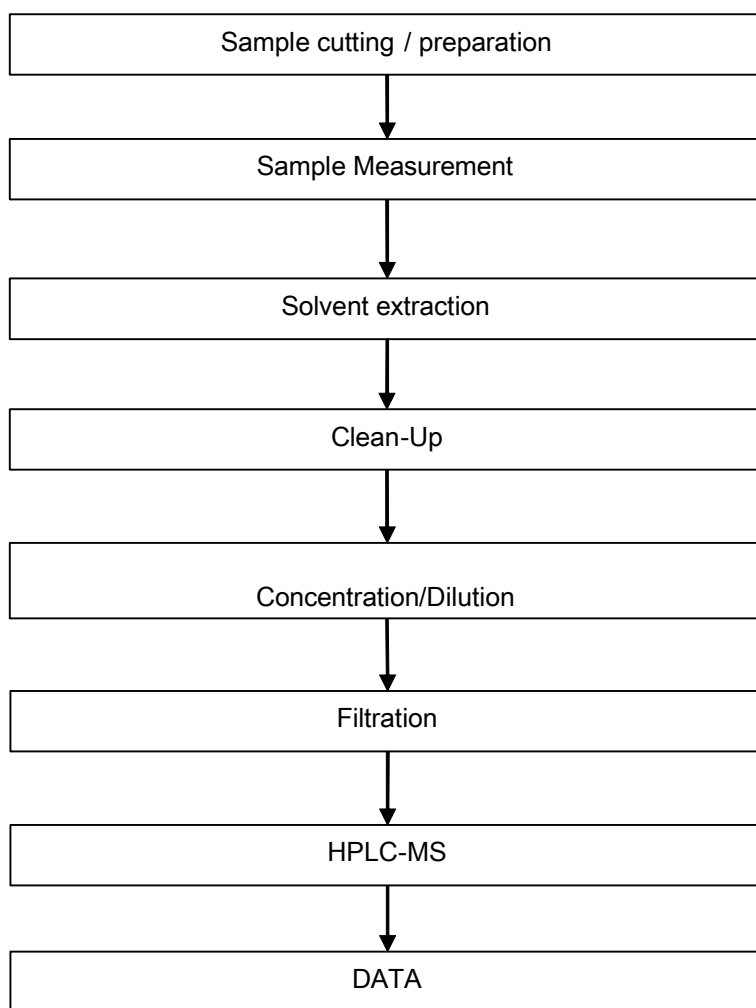 Sample cutting / preparation
Sample Measurement
Solvent extraction
Clean-Up
Concentration/Dilution
Filtration
HPLC-MS
DATA